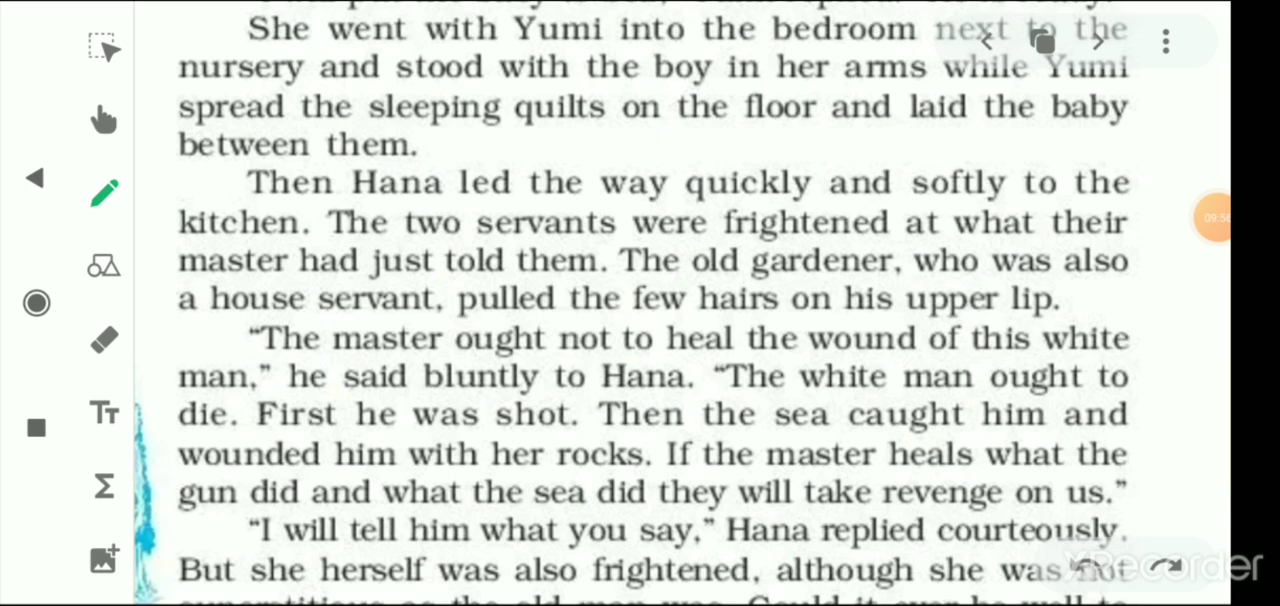 She went with Yumi into the bedroom next to the
nursery and stood with the boy in her arms while Yumi
spread the sleeping quilts on the floor and laid the baby
between them.
Then Hana led the way quickly and softly to the
kitchen. The two servants were frightened at what their
master had just told them. The old gardener, who was also
a house servant, pulled the few hairs on his upper lip.
“The master ought not to heal the wound of this white
man,” he said bluntly to Hana. “The white man ought to
die. First he was shot. Then the sea caught him and
wounded him with her rocks. If the master heals what the
gun did and what the sea did they will take revenge on us.”
“I will tell him what you say,” Hana replied courteously.
But she herself was also frightened, although she was not
09:56
Tт
Σ
XRecorder